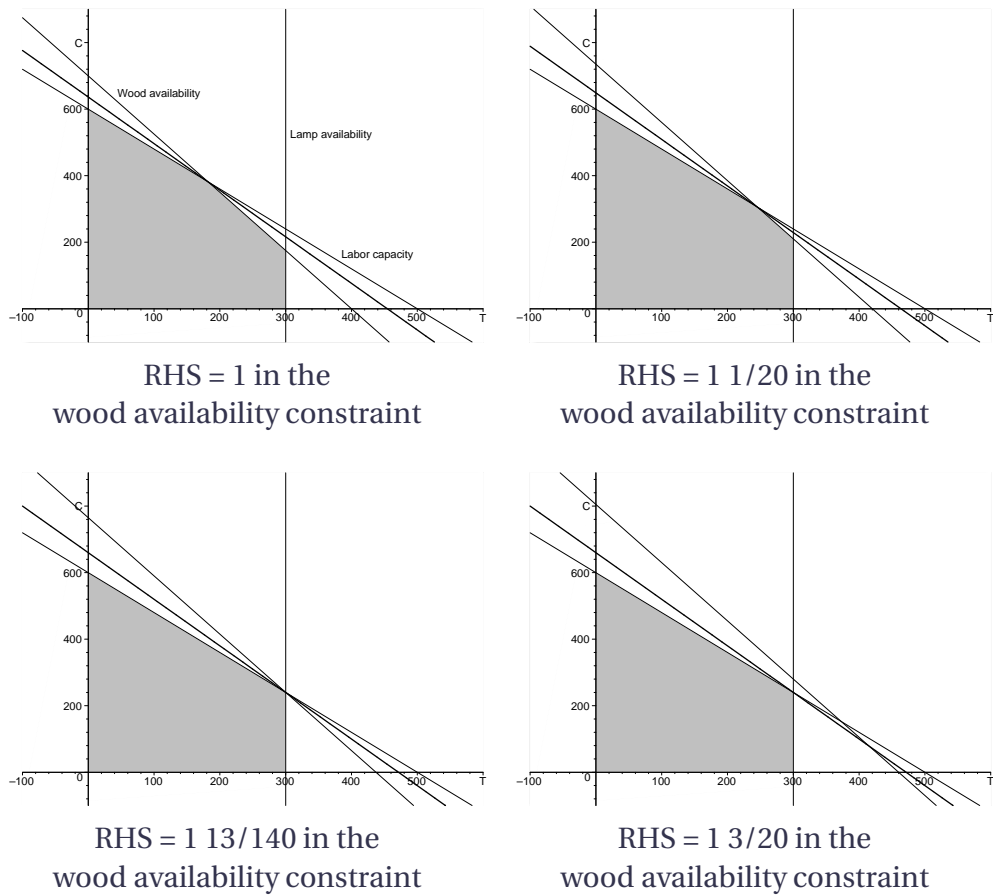 C
600
400
200
0
–100
100
200
300
400
500
T
Wood availability
Lamp availability
Labor capacity
RHS = 1 in the
wood availability constraint
C
600
400
200
0
–100
100
200
300
400
500
T
RHS = 1 1/20 in the
wood availability constraint
C
600
400
200
0
–100
100
200
300
400
500
T
RHS = 1 13/140 in the
wood availability constraint
C
600
400
200
0
–100
100
200
300
400
500
T
RHS = 1 3/20 in the
wood availability constraint